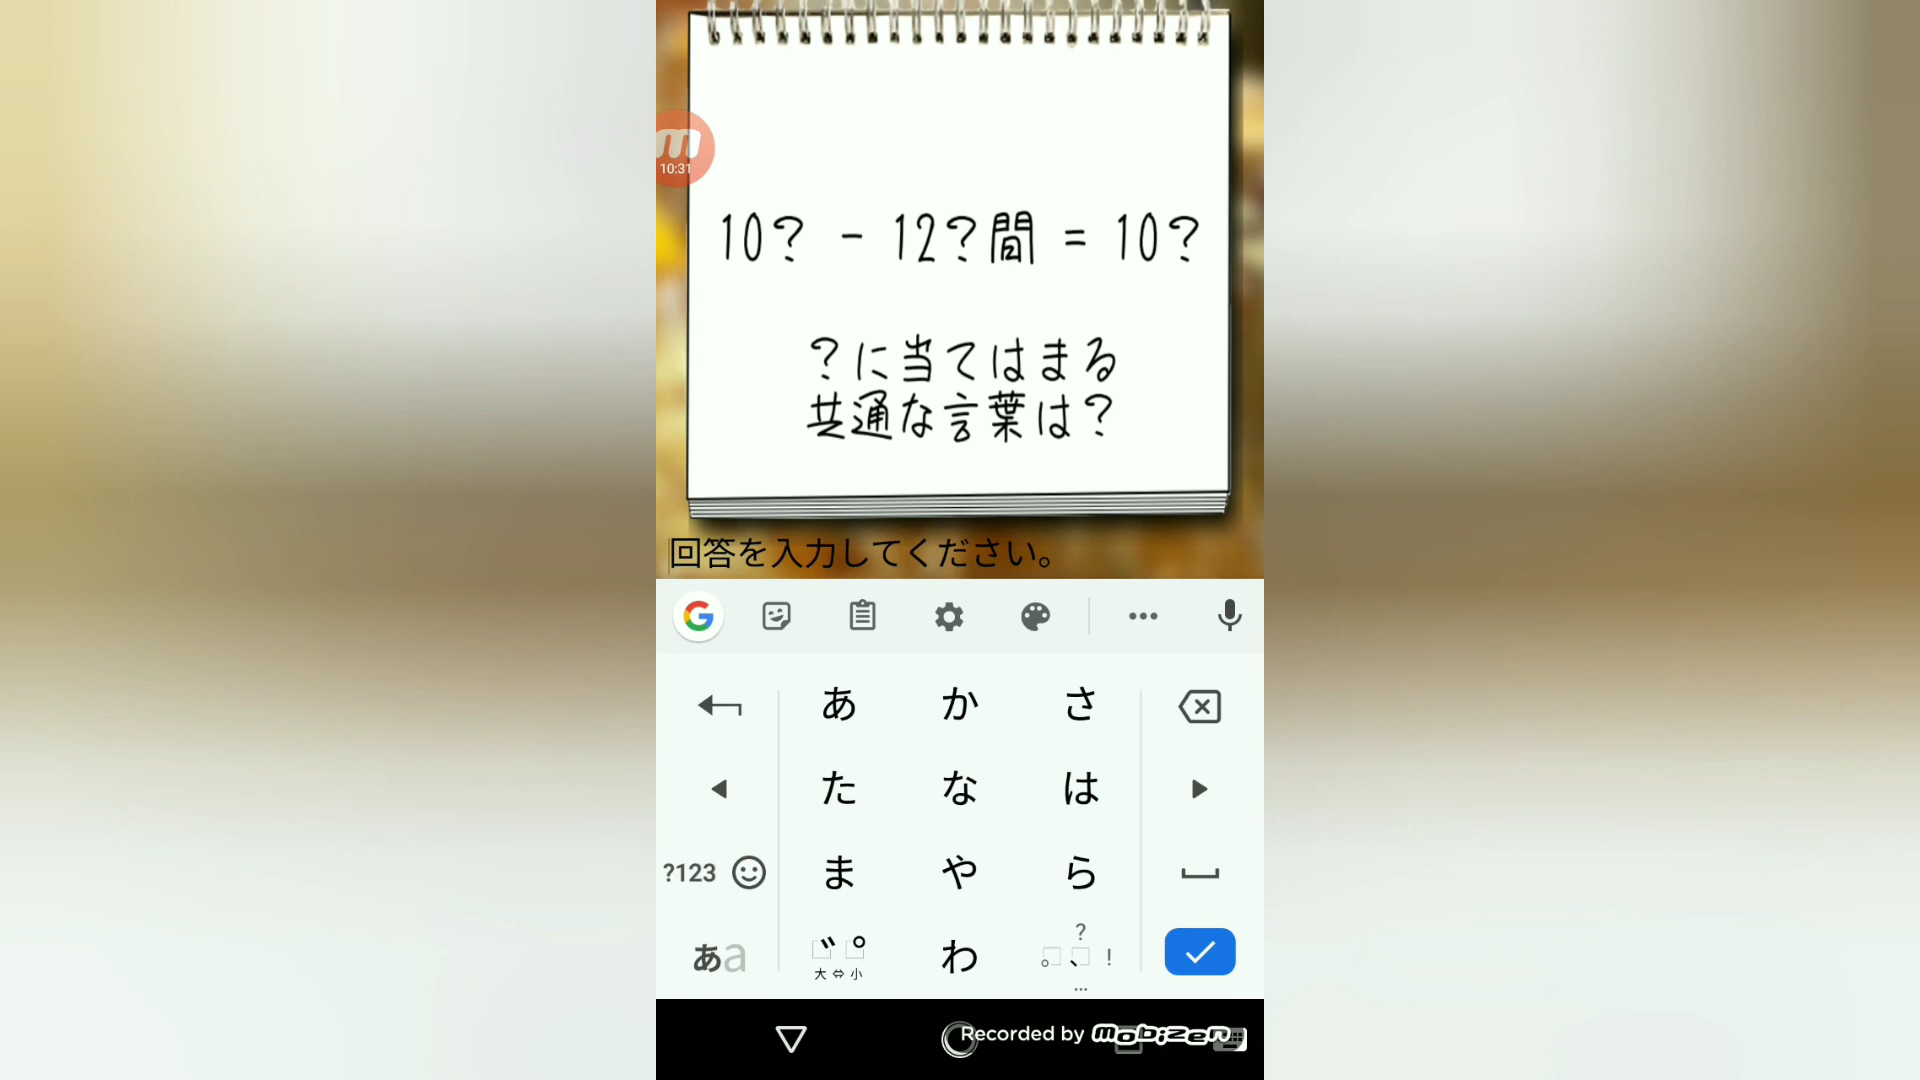 10:31
10? - 12?間 = 10?
?に当てはまる
共通な言葉は?
回答を入力してください。
あ か さ
た な は
?123 ま や ら
あa 大⇔小 わ 。、?!…
Recorded by mobizen